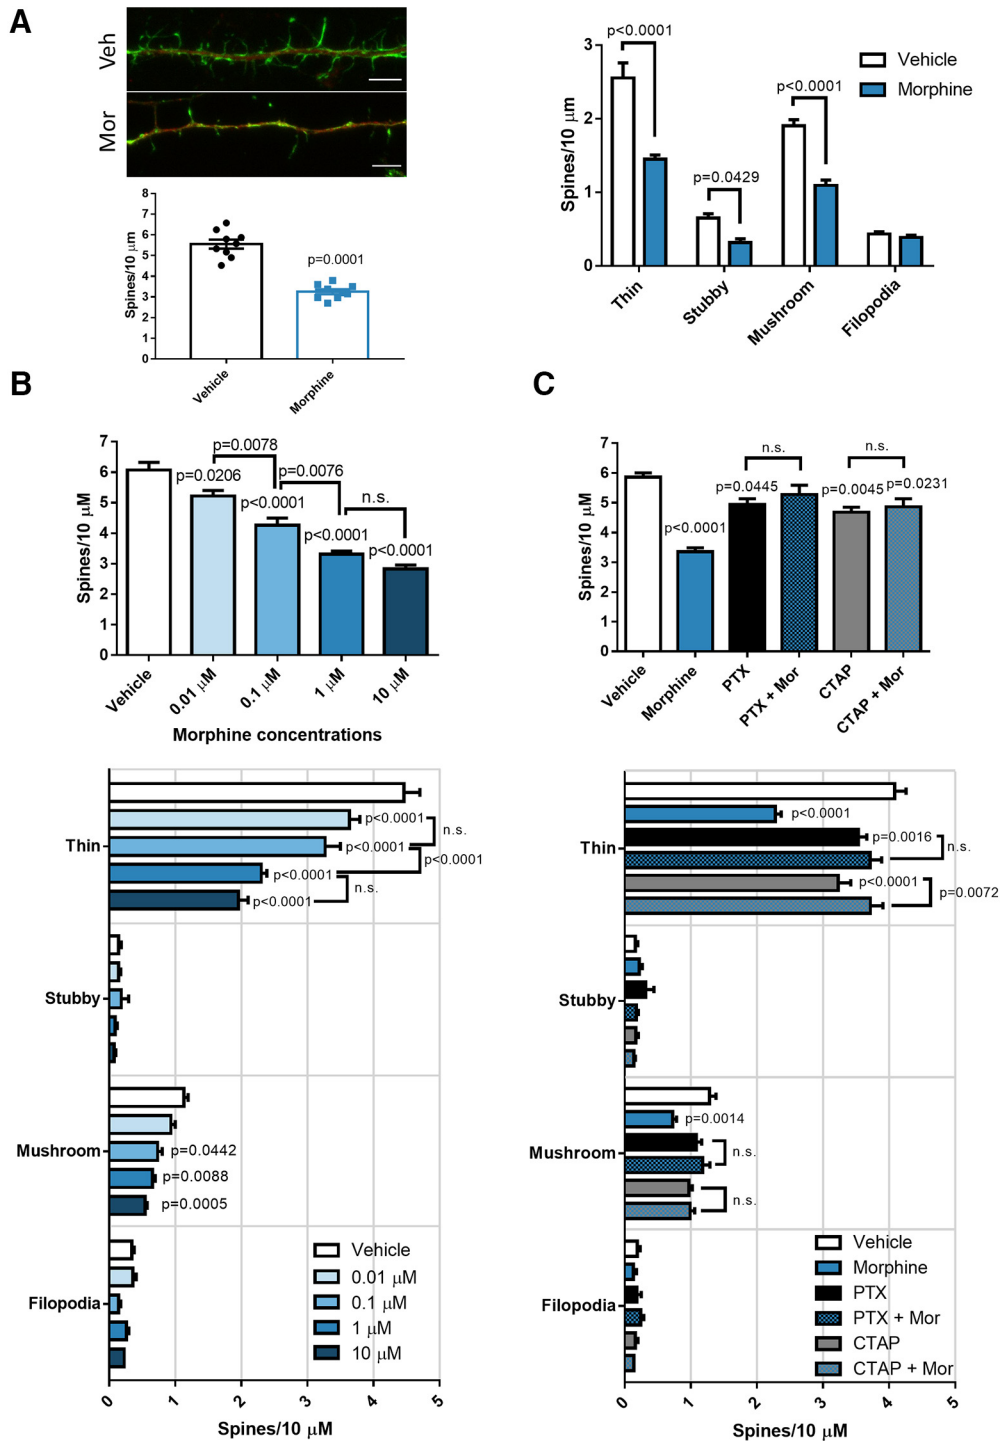 A
Veh
Mor
Spines/10 μm
8
7
6
5
4
3
2
1
0
p=0.0001
Vehicle
Morphine
Spines/10 μm
3
2
1
0
p<0.0001
p=0.0429
p<0.0001
Vehicle
Morphine
Thin
Stubby
Mushroom
Filopodia
B
Spines/10 μM
7
6
5
4
3
2
1
0
p=0.0078
p=0.0206
p=0.0076
p<0.0001
n.s.
p<0.0001
p<0.0001
Vehicle
0.01 μM
0.1 μM
1 μM
10 μM
Morphine concentrations
Thin
p<0.0001
n.s.
p<0.0001
p<0.0001
p<0.0001
n.s.
p<0.0001
Stubby
Mushroom
p=0.0442
p=0.0088
p=0.0005
Filopodia
Vehicle
0.01 μM
0.1 μM
1 μM
10 μM
0
1
2
3
4
5
Spines/10 μM
C
Spines/10 μM
7
6
5
4
3
2
1
0
n.s.
n.s.
p=0.0445
p=0.0045
p=0.0231
p<0.0001
Vehicle
Morphine
PTX
PTX + Mor
CTAP
CTAP + Mor
Thin
p<0.0001
p=0.0016
n.s.
p<0.0001
p=0.0072
Stubby
Mushroom
p=0.0014
n.s.
n.s.
Filopodia
Vehicle
Morphine
PTX
PTX + Mor
CTAP
CTAP + Mor
0
1
2
3
4
5
Spines/10 μM